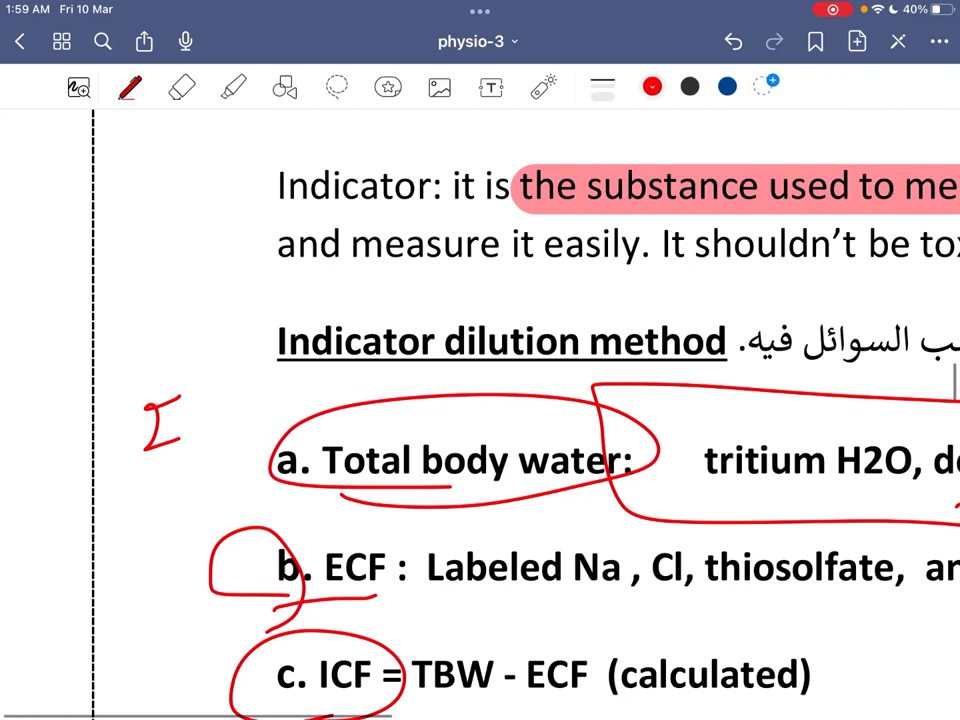 1:59 AM Fri 10 Mar 40%
physio-3
Indicator: it is the substance used to me
and measure it easily. It shouldn't be tox
Indicator dilution method السوائل فيه.
a. Total body water: tritium H2O, de
b. ECF : Labeled Na , Cl, thiosolfate, an
c. ICF = TBW - ECF (calculated)